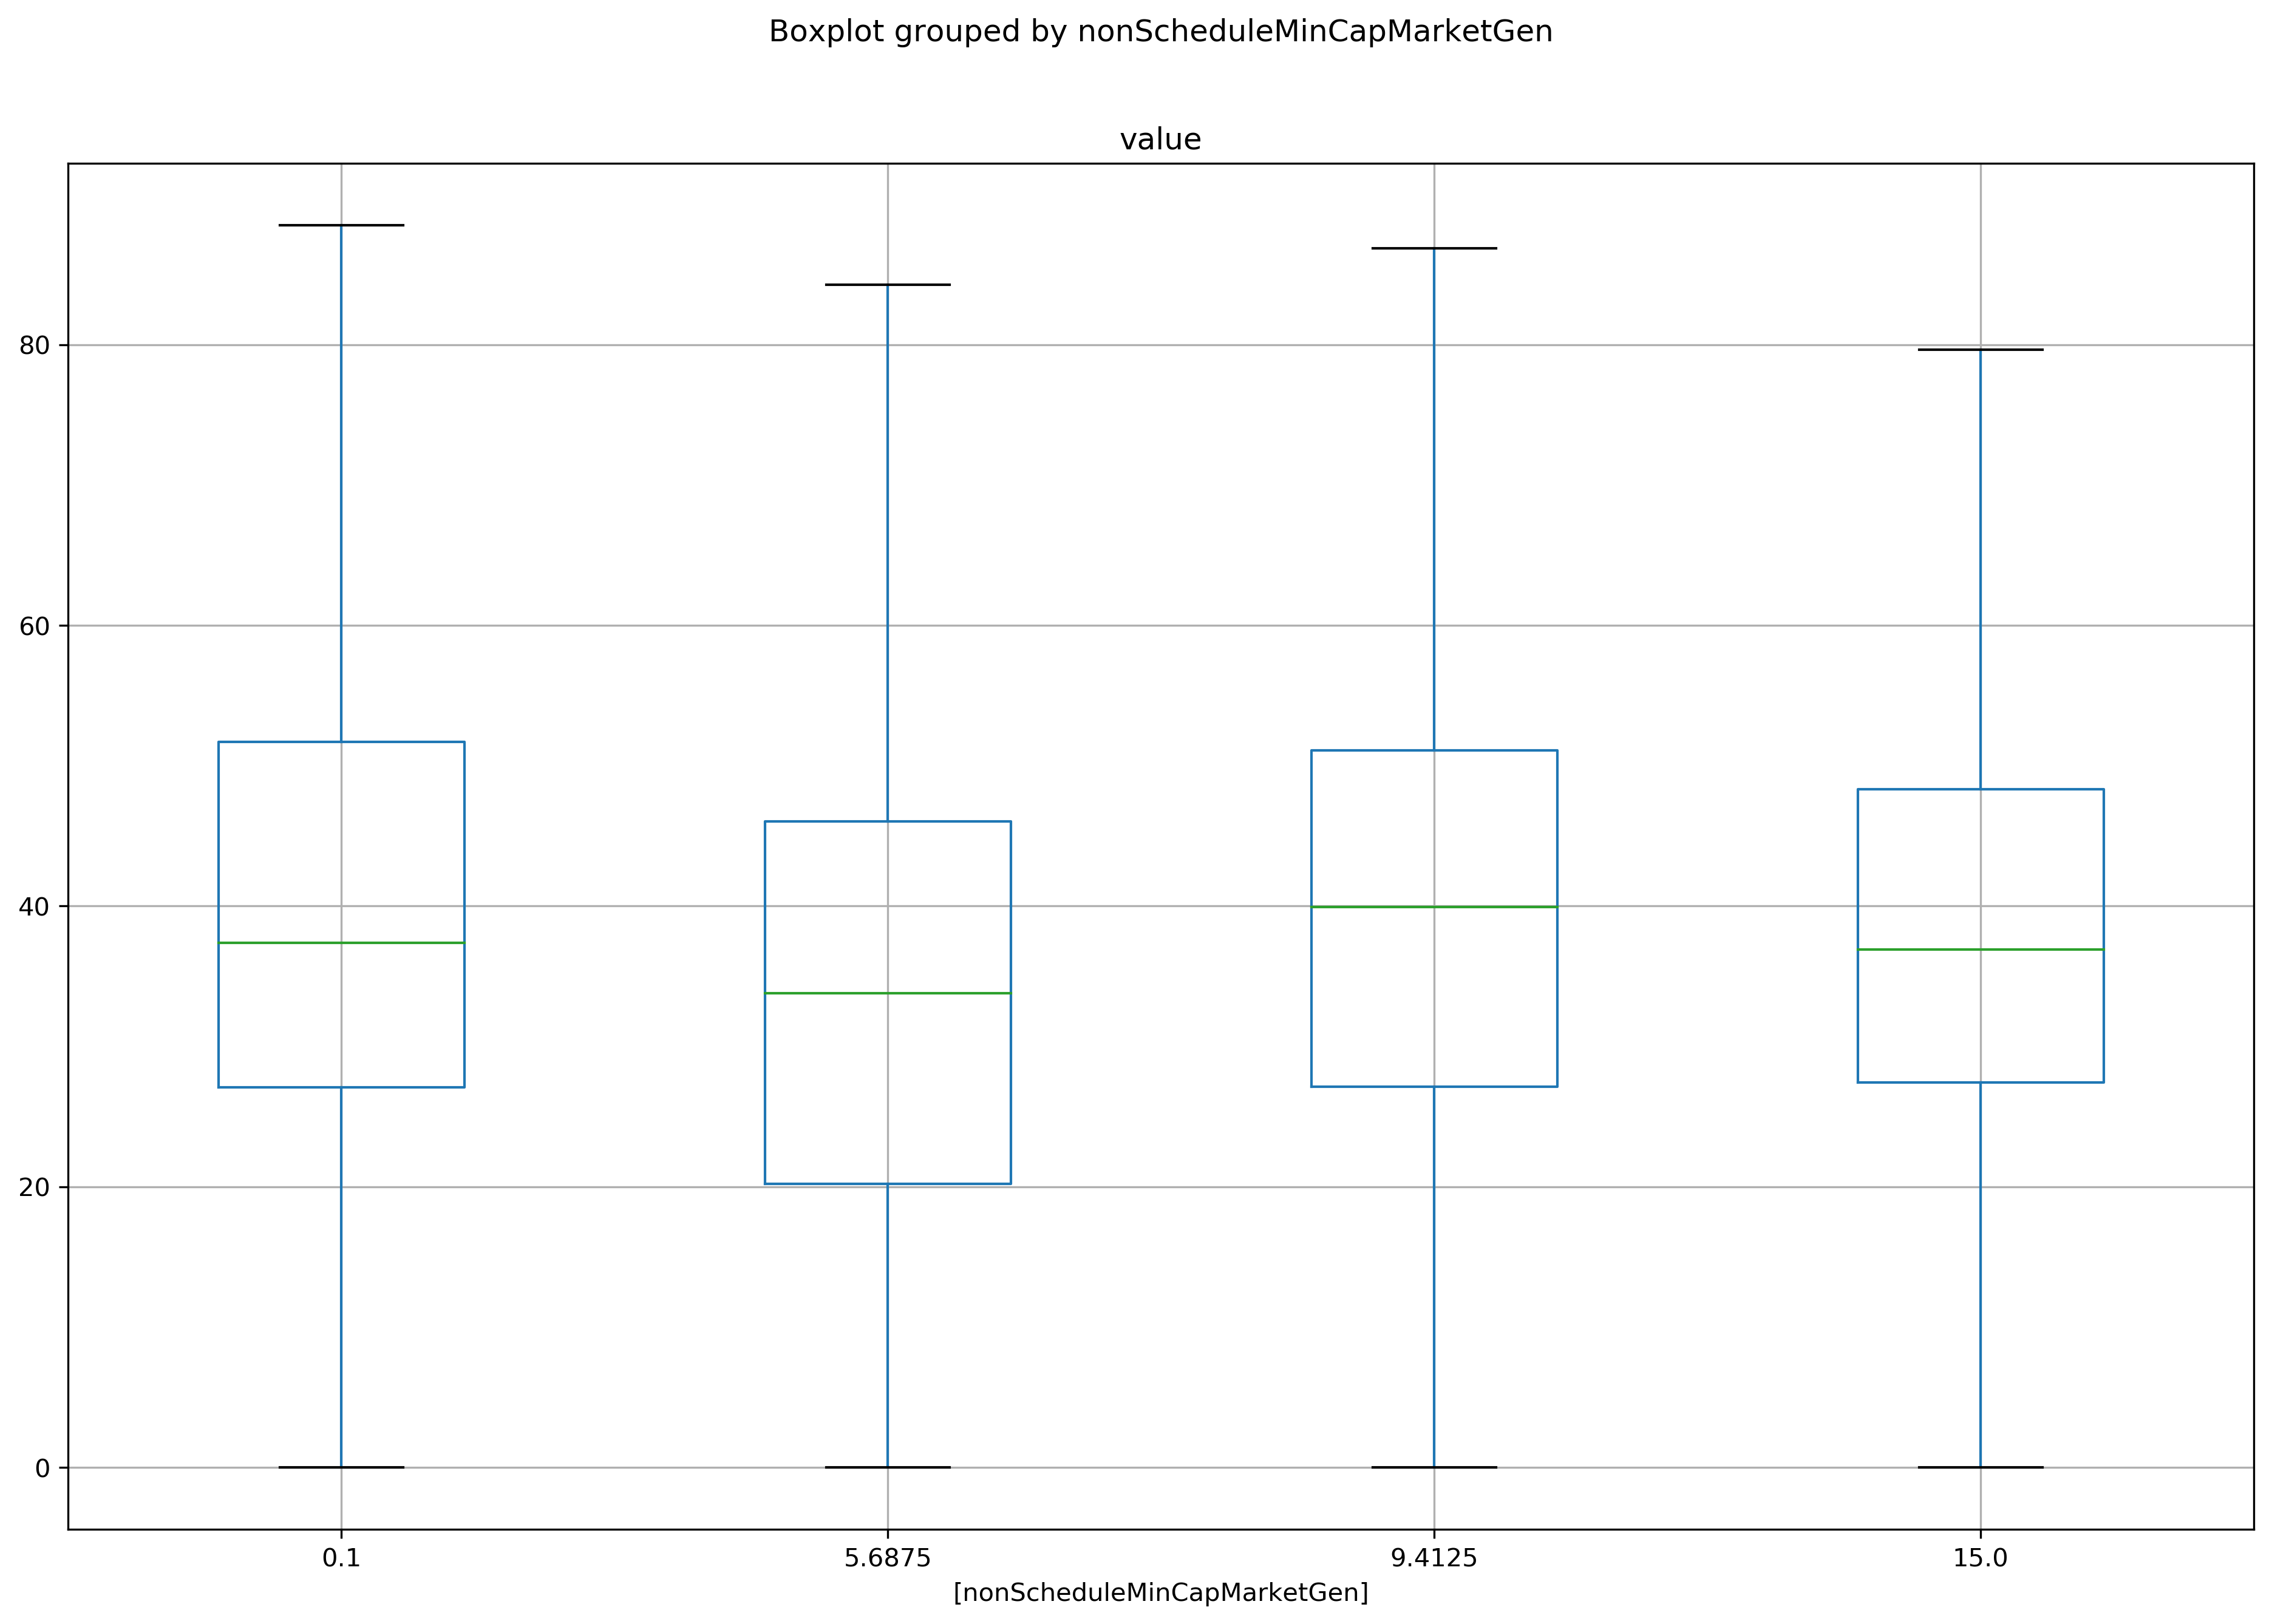 Boxplot grouped by nonScheduleMinCapMarketGen
value
80
60
40
20
0
0.1 5.6875 9.4125 15.0
[nonScheduleMinCapMarketGen]